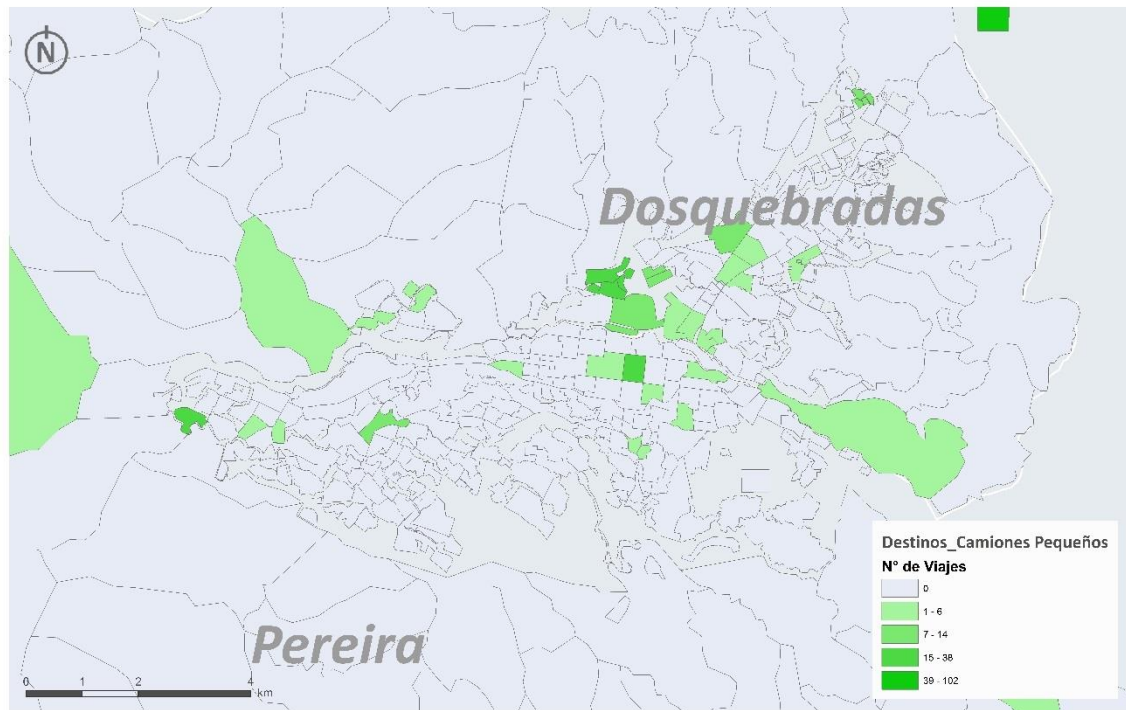 N
Dosquebradas
Pereira
0 1 2 4
km
Destinos_Camiones Pequeños
N° de Viajes
0
1 - 6
7 - 14
15 - 38
39 - 102